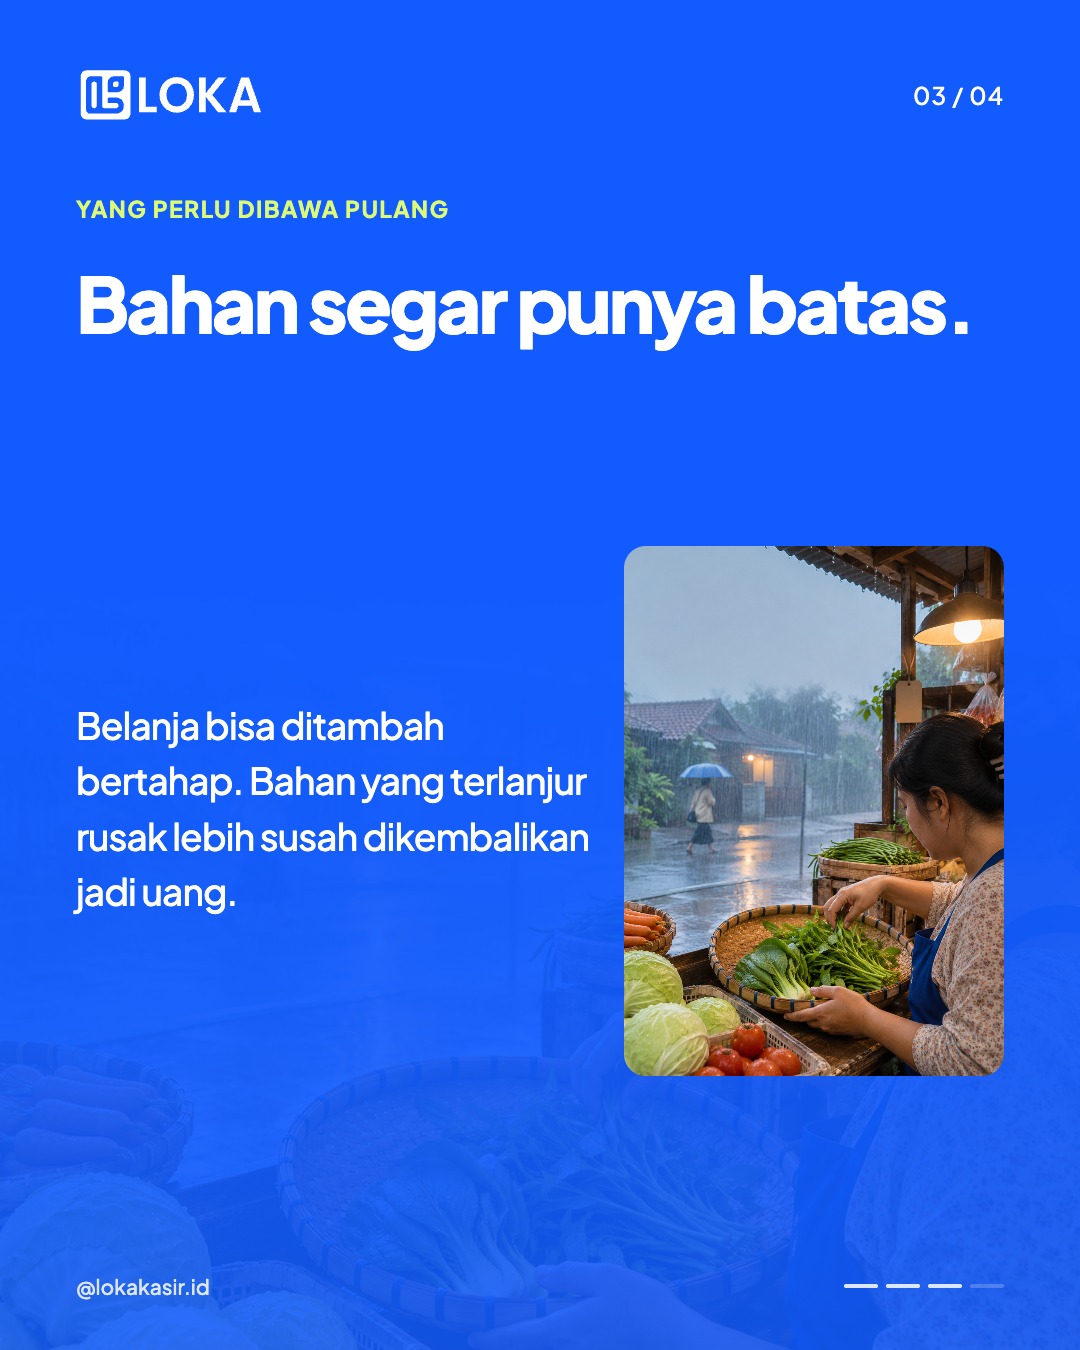 LOKA
03 / 04
YANG PERLU DIBAWA PULANG
Bahan segar punya batas.
Belanja bisa ditambah
bertahap. Bahan yang terlanjur
rusak lebih susah dikembalikan
jadi uang.
@lokakasir.id